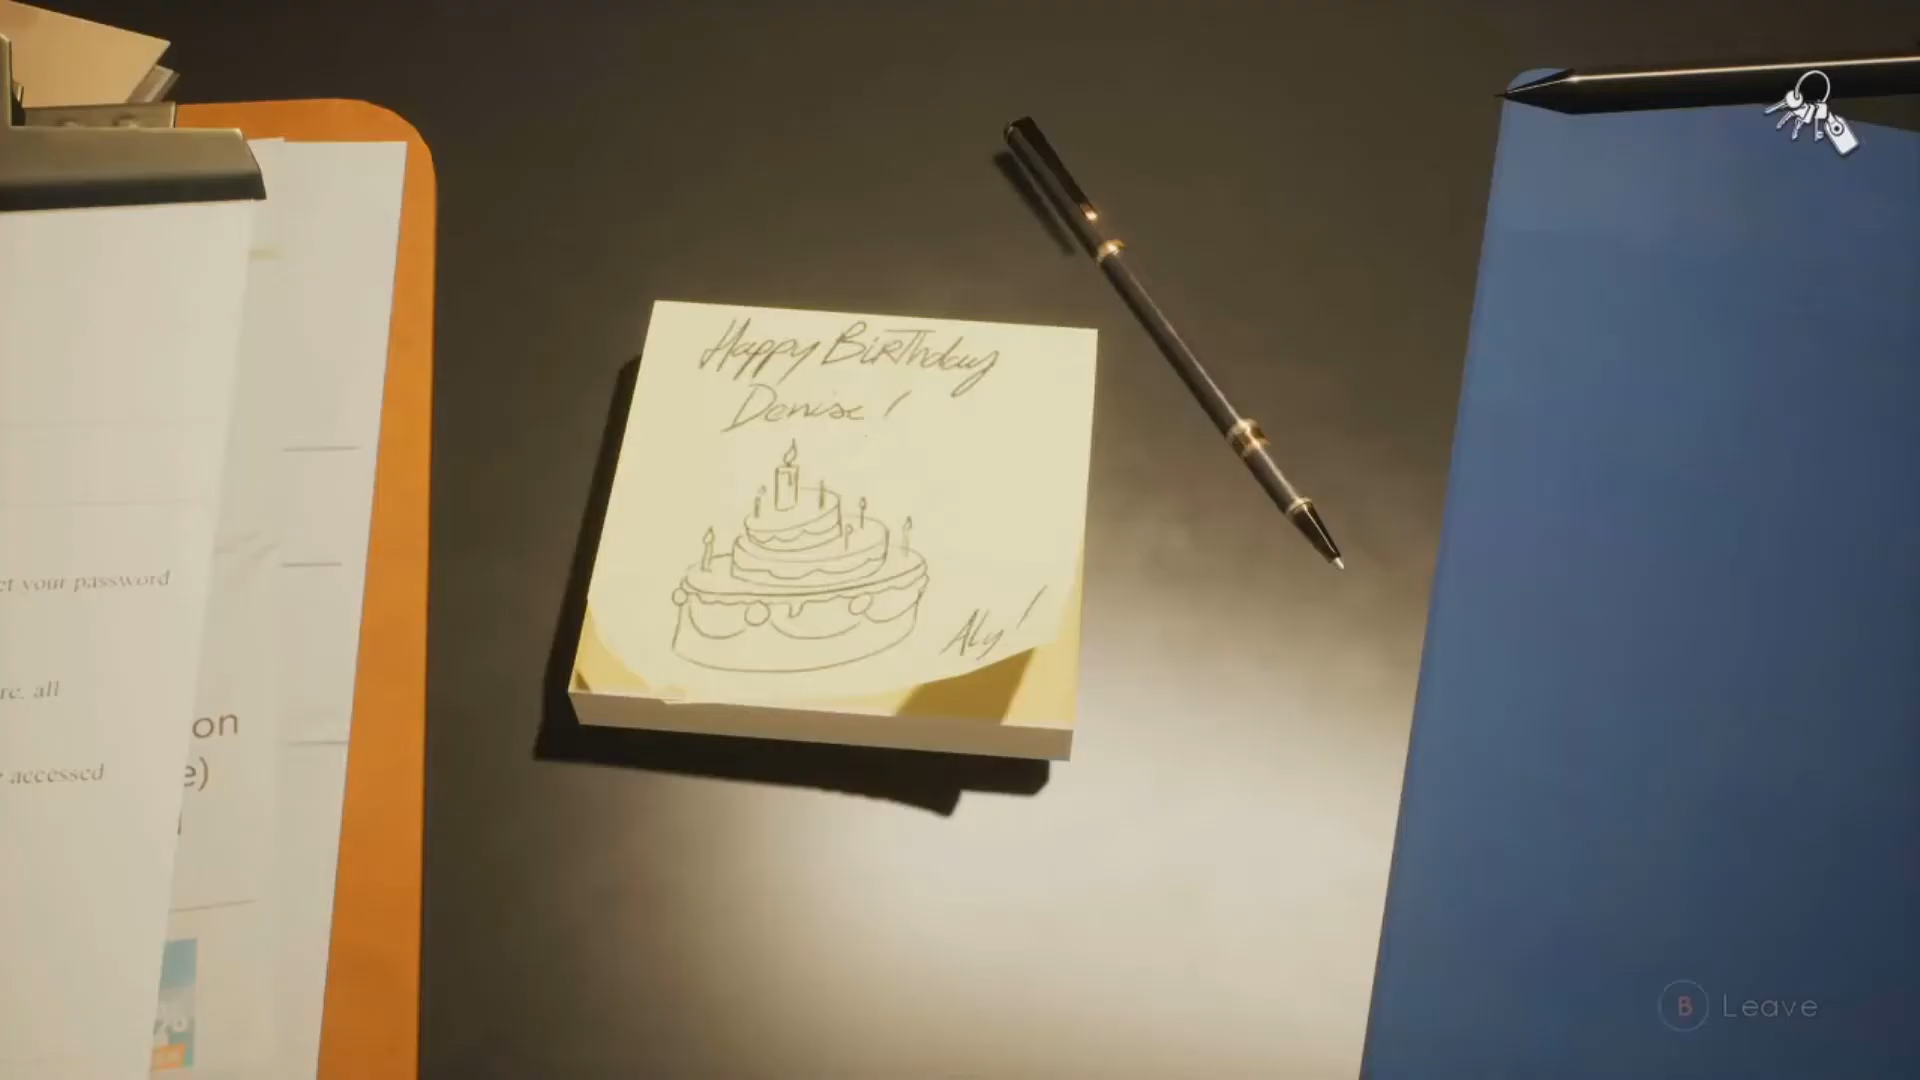 Happy BiRThday
Denise!
Aly!
et your password
re, all
on
e)
accessed
B Leave